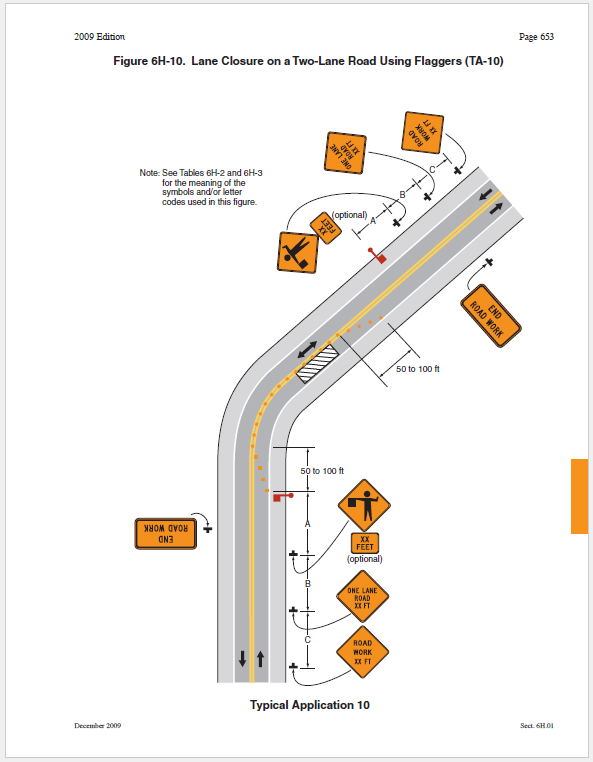 2009 Edition
Page 653
Figure 6H-10. Lane Closure on a Two-Lane Road Using Flaggers (TA-10)
ROAD
WORK
XX FT
ONE LANE
ROAD
XX FT
Note: See Tables 6H-2 and 6H-3
for the meaning of the
symbols and/or letter
codes used in this figure.
C
B
A
(optional)
XX
FEET
END
ROAD WORK
50 to 100 ft
50 to 100 ft
A
END
ROAD WORK
XX
FEET
(optional)
B
ONE LANE
ROAD
XX FT
C
ROAD
WORK
XX FT
Typical Application 10
December 2009
Sect. 6H.01